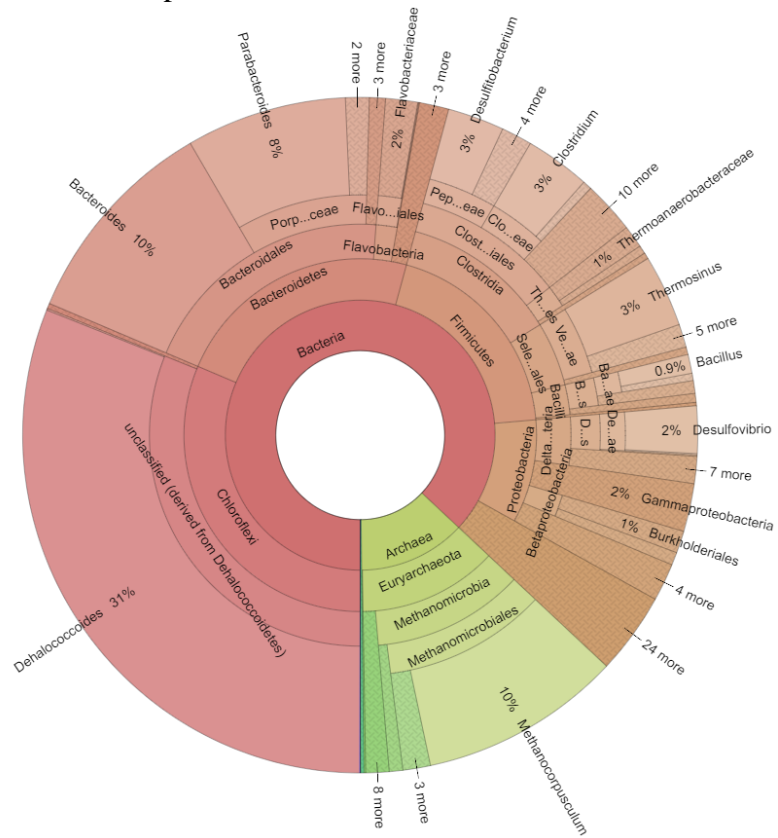 Parabacteroides 8%
2 more
3 more
Flavobacteriaceae
2%
3 more
Desulfitobacterium
3%
4 more
Clostridium
3%
10 more
Thermoanaerobacteraceae
1%
Thermosinus
3%
5 more
Bacillus
0.9%
Desulfovibrio
2%
7 more
Gammaproteobacteria
2%
Burkholderiales
1%
4 more
24 more
Methanocorpusculum
10%
3 more
8 more
Dehalococcoides 31%
Bacteroides 10%
Porp...ceae
Flavo...iales
Pep...eae
Clo...eae
Bacteroidales
Flavobacteria
Clost...iales
Clostridia
Th...es
Ve...ae
Bacteroidetes
Firmicutes
Sele...ales
Bacilli
B...s
Ba...ae
Bacteria
Proteobacteria
Delta...teria
D...s
De...ae
Betaproteobacteria
Chloroflexi
unclassified (derived from Dehalococcoidetes)
Archaea
Euryarchaeota
Methanomicrobia
Methanomicrobiales